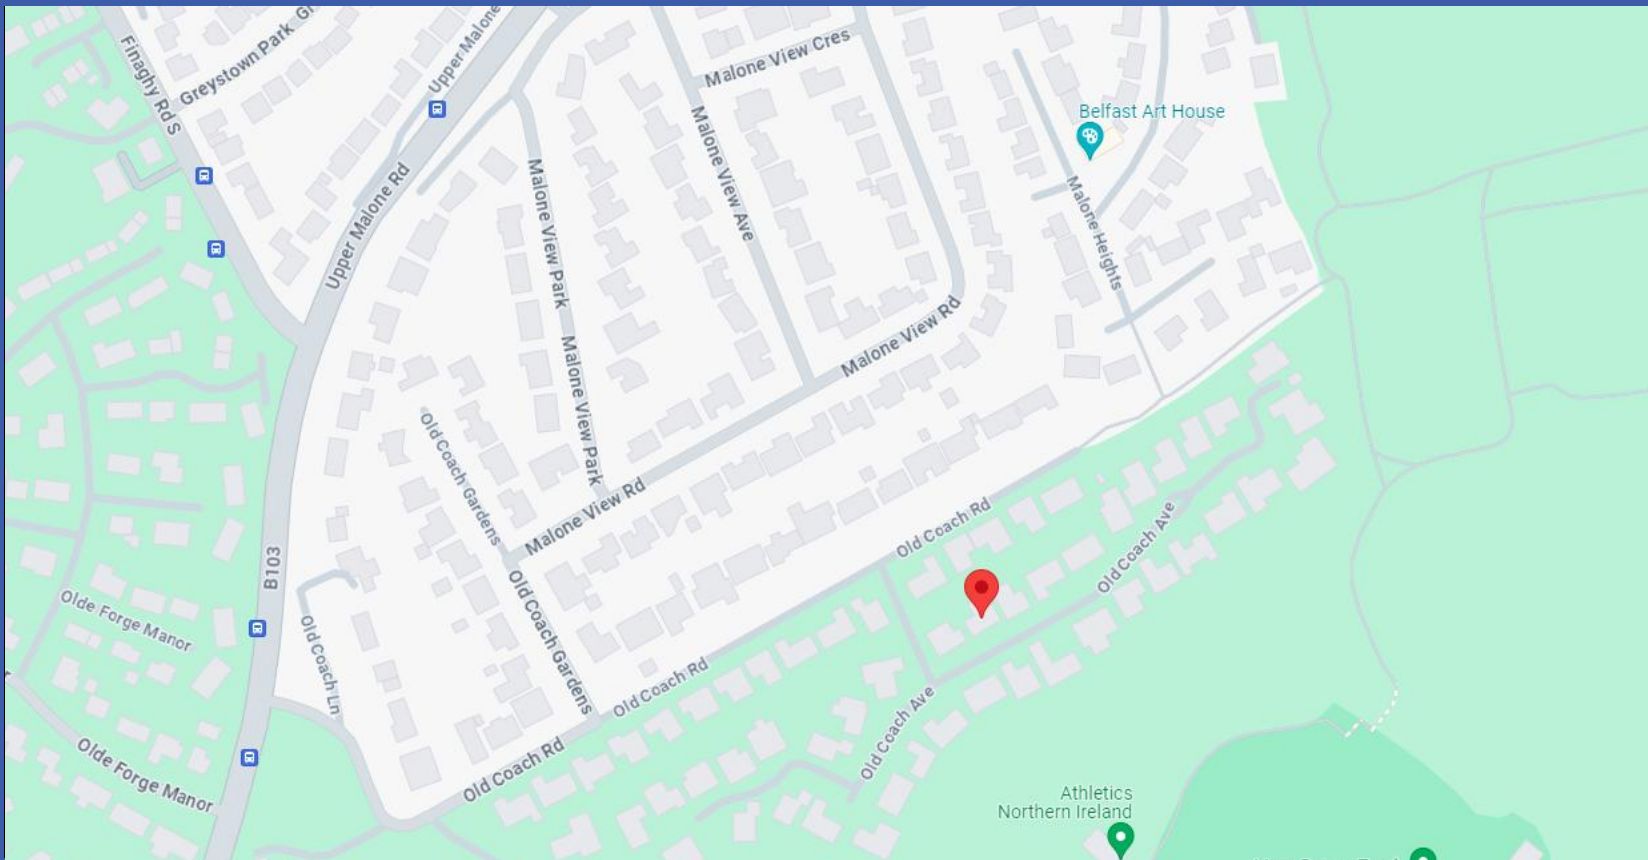 Finaghy Rd S
Greystown Park
Upper Malone
Malone View Cres
Belfast Art House
Upper Malone Rd
Malone View Park
Malone View Ave
Malone Heights
Malone View Rd
Malone View Park
Old Coach Gardens
Malone View Rd
Old Coach Rd
Old Coach Ave
B103
Old Coach Gardens
Olde Forge Manor
Old Coach Ln
Old Coach Rd
Old Coach Ave
Olde Forge Manor
Old Coach Rd
Athletics
Northern Ireland